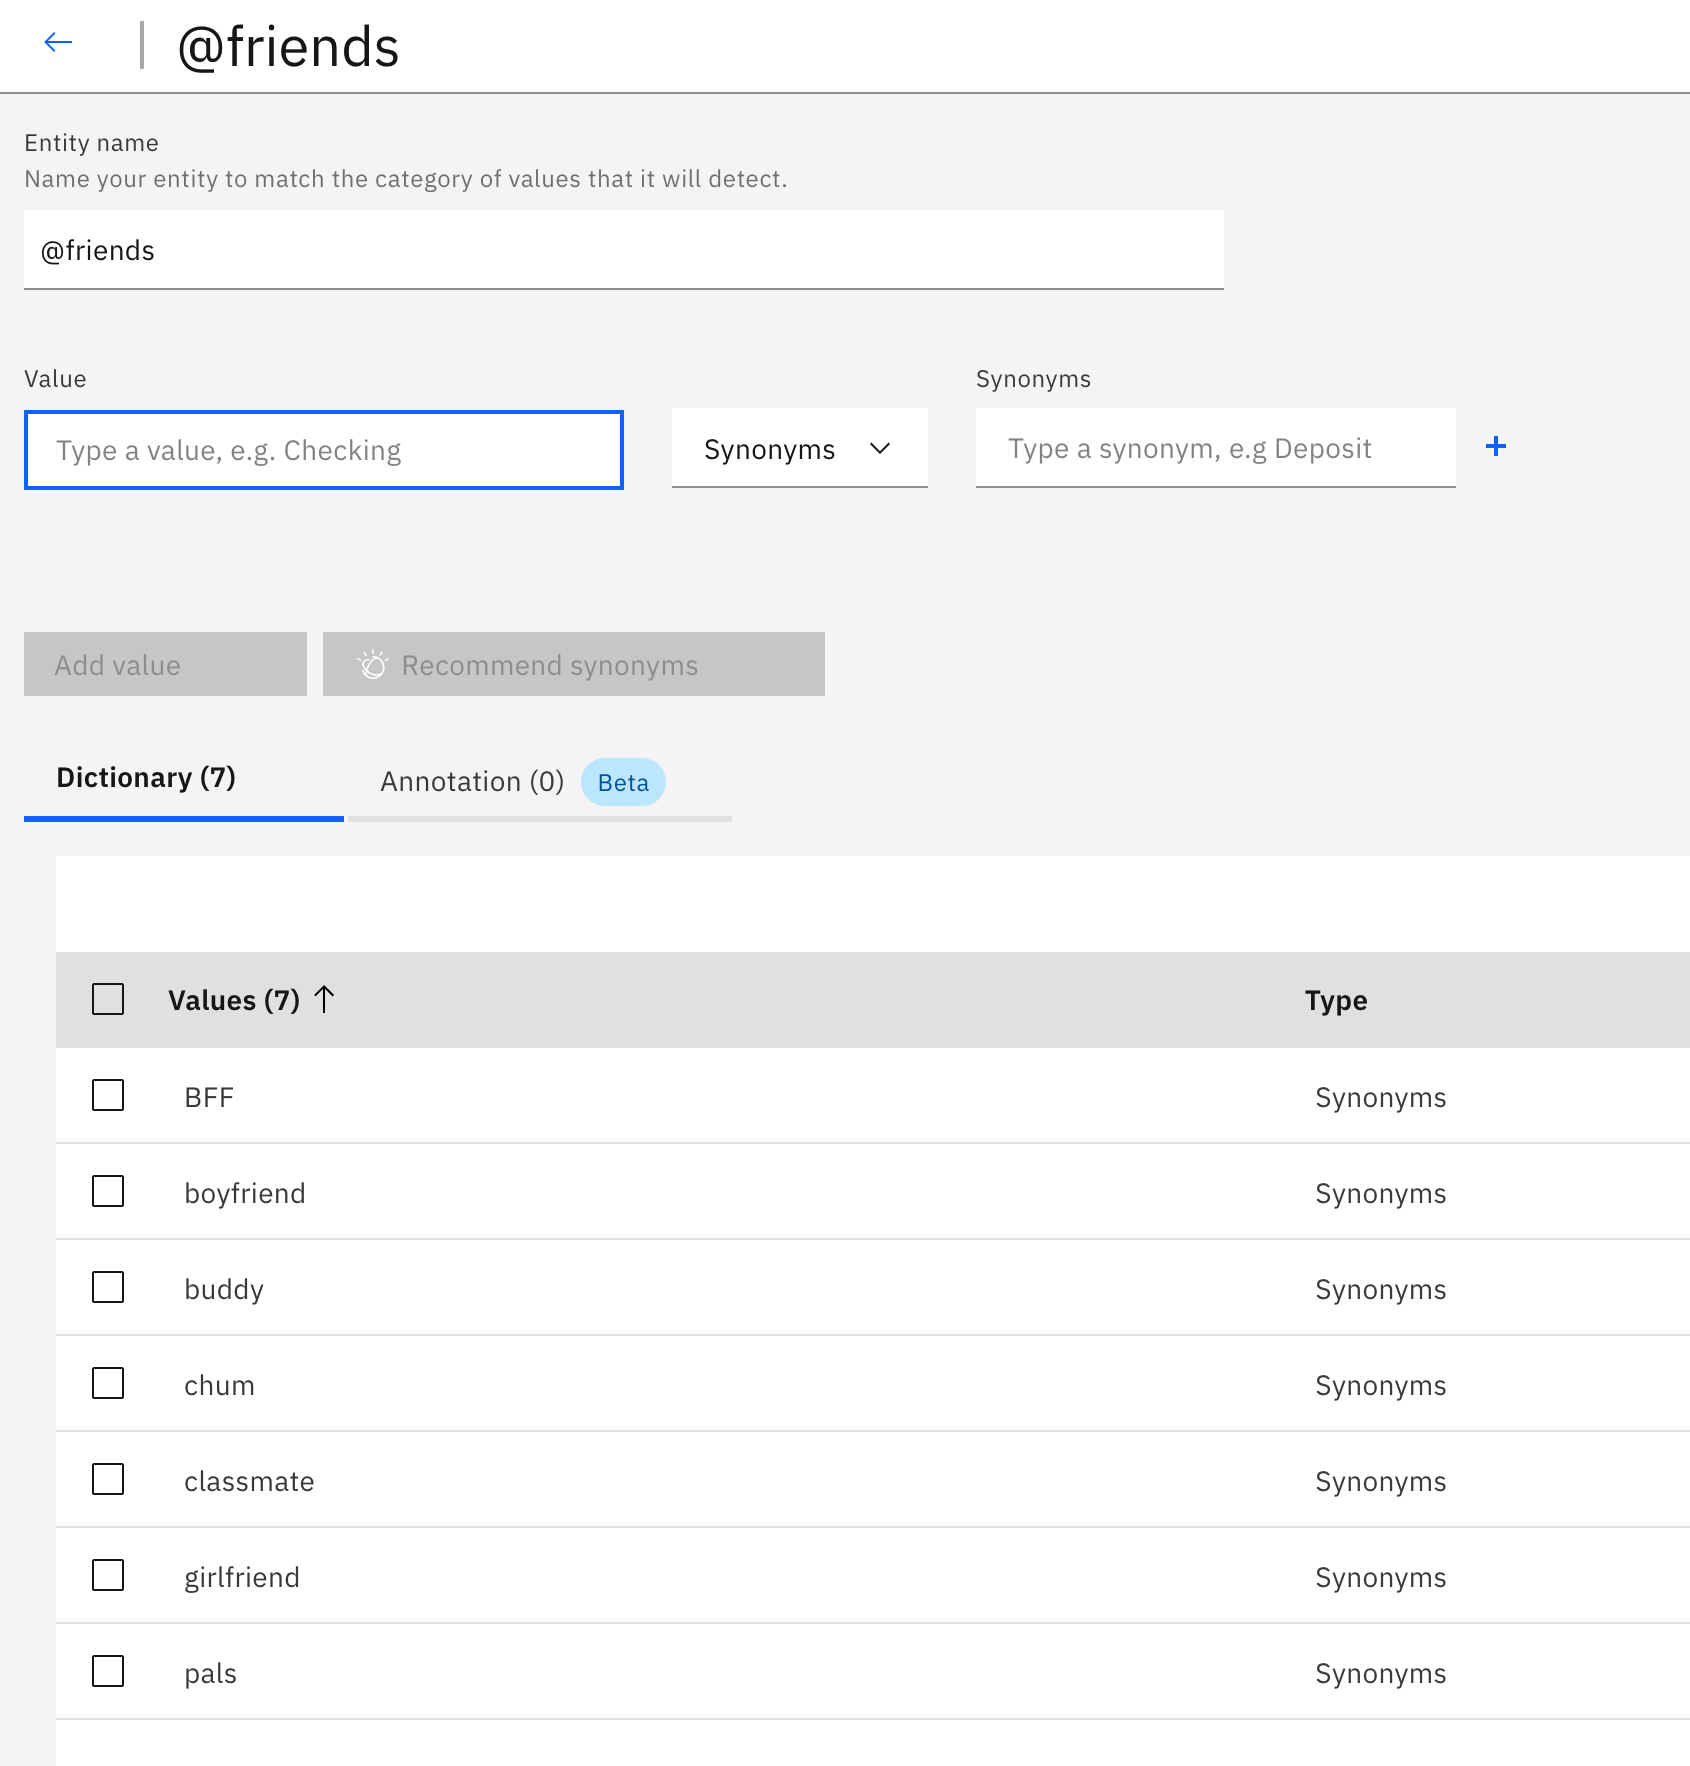 @friends
Entity name
Name your entity to match the category of values that it will detect.
@friends
Value
Synonyms
Type a value, e.g. Checking
Synonyms
Type a synonym, e.g Deposit
Add value
Recommend synonyms
Dictionary (7)
Annotation (0)
Beta
Values (7)
Type
BFF
Synonyms
boyfriend
Synonyms
buddy
Synonyms
chum
Synonyms
classmate
Synonyms
girlfriend
Synonyms
pals
Synonyms